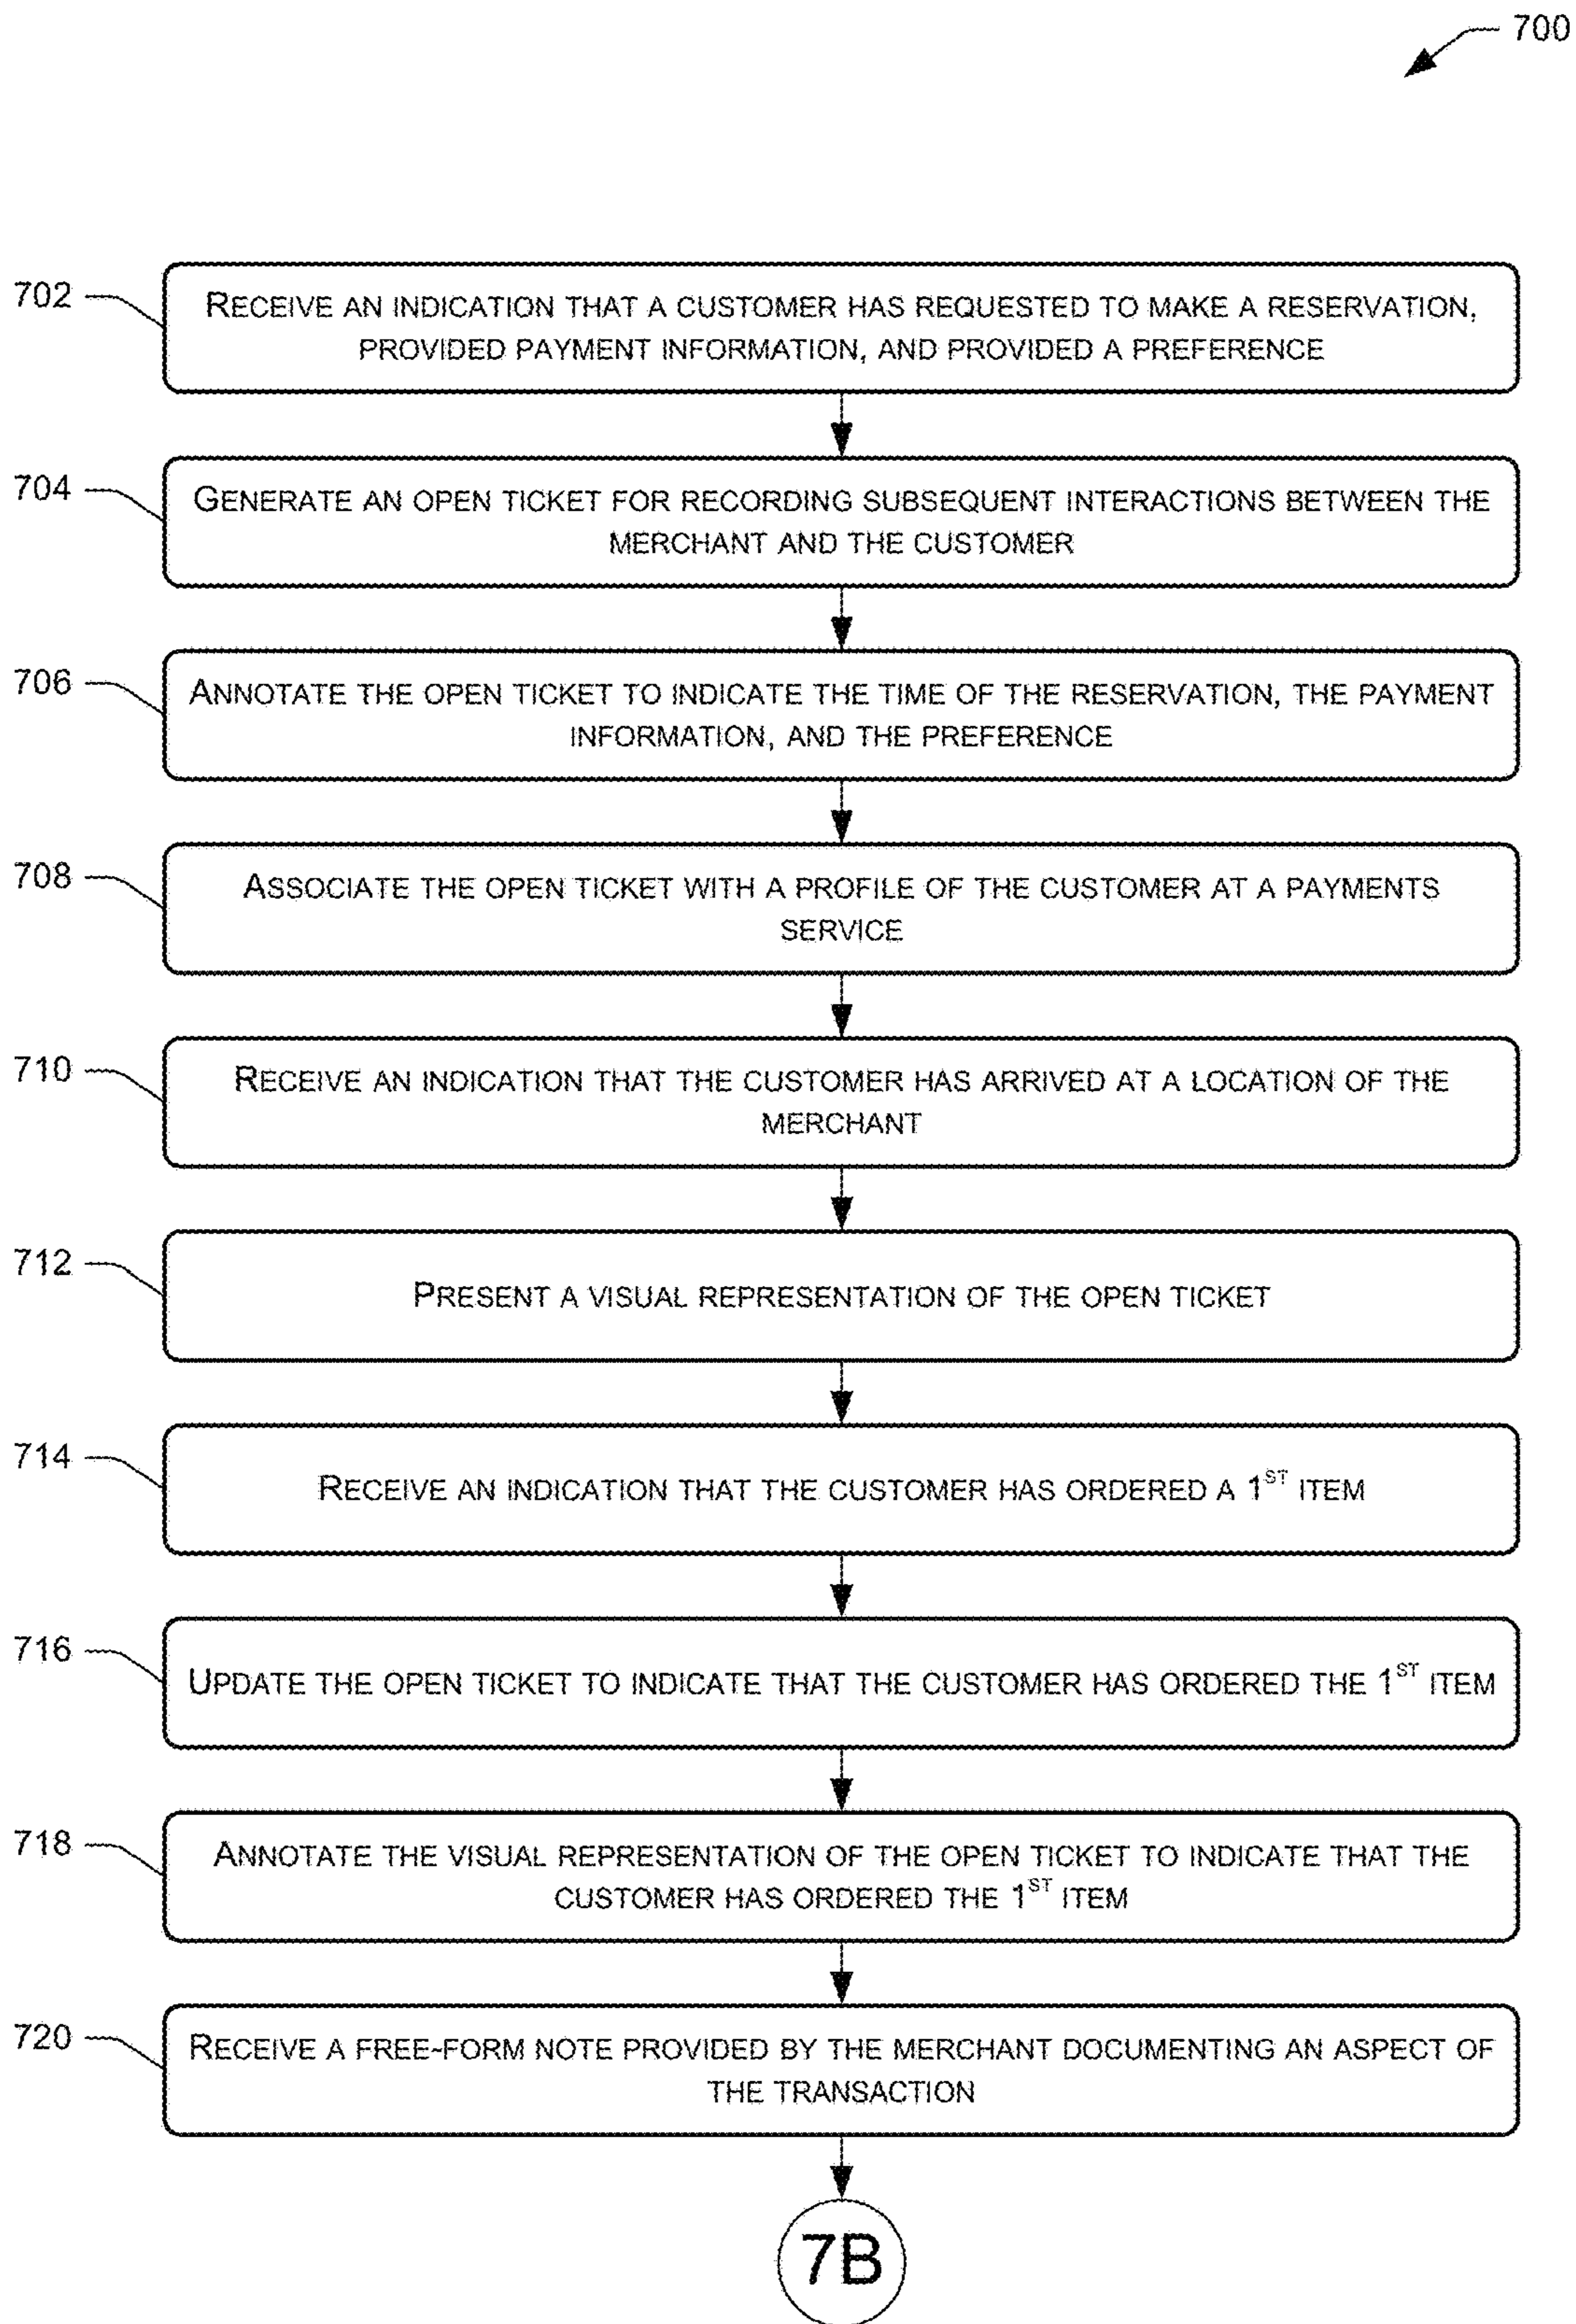 700
702
RECEIVE AN INDICATION THAT A CUSTOMER HAS REQUESTED TO MAKE A RESERVATION,
PROVIDED PAYMENT INFORMATION, AND PROVIDED A PREFERENCE
704
GENERATE AN OPEN TICKET FOR RECORDING SUBSEQUENT INTERACTIONS BETWEEN THE
MERCHANT AND THE CUSTOMER
706
ANNOTATE THE OPEN TICKET TO INDICATE THE TIME OF THE RESERVATION, THE PAYMENT
INFORMATION, AND THE PREFERENCE
708
ASSOCIATE THE OPEN TICKET WITH A PROFILE OF THE CUSTOMER AT A PAYMENTS
SERVICE
710
RECEIVE AN INDICATION THAT THE CUSTOMER HAS ARRIVED AT A LOCATION OF THE
MERCHANT
712
PRESENT A VISUAL REPRESENTATION OF THE OPEN TICKET
714
RECEIVE AN INDICATION THAT THE CUSTOMER HAS ORDERED A 1ST ITEM
716
UPDATE THE OPEN TICKET TO INDICATE THAT THE CUSTOMER HAS ORDERED THE 1ST ITEM
718
ANNOTATE THE VISUAL REPRESENTATION OF THE OPEN TICKET TO INDICATE THAT THE
CUSTOMER HAS ORDERED THE 1ST ITEM
720
RECEIVE A FREE-FORM NOTE PROVIDED BY THE MERCHANT DOCUMENTING AN ASPECT OF
THE TRANSACTION
7B